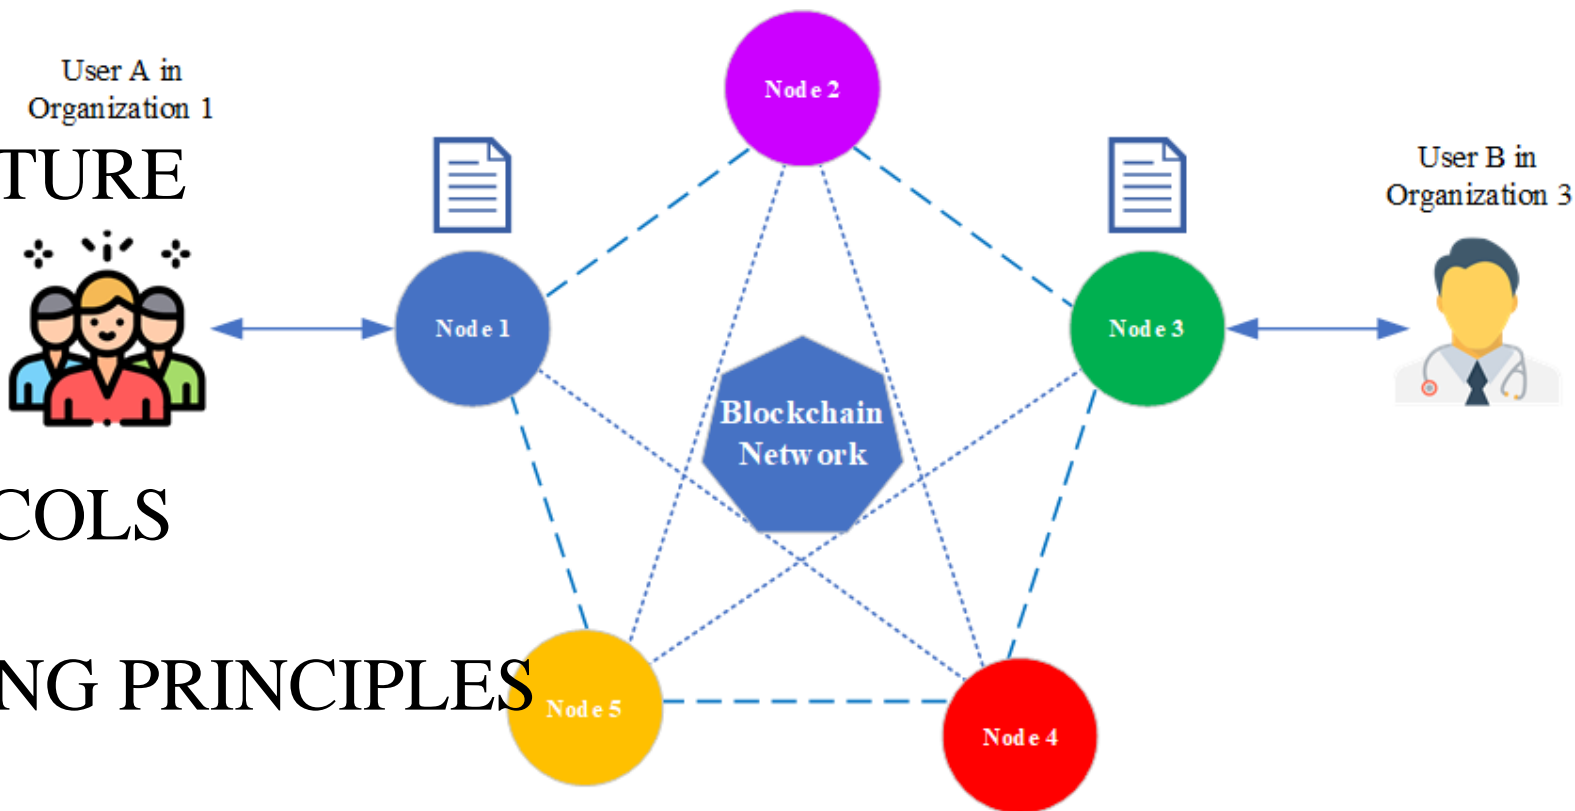 User A in
Organization 1
TURE
Node 2
User B in
Organization 3
Node 1
Node 3
Blockchain
Network
COLS
NG PRINCIPLES
Node 5
Node 4